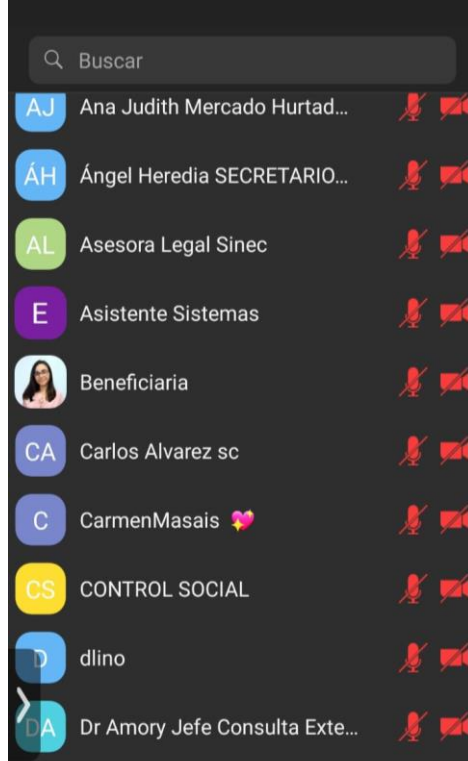 Buscar
AJ Ana Judith Mercado Hurtad...
ÁH Ángel Heredia SECRETARIO...
AL Asesora Legal Sinec
E Asistente Sistemas
Beneficiaria
CA Carlos Alvarez sc
C CarmenMasais 💖
CS CONTROL SOCIAL
D dlino
DA Dr Amory Jefe Consulta Exte...